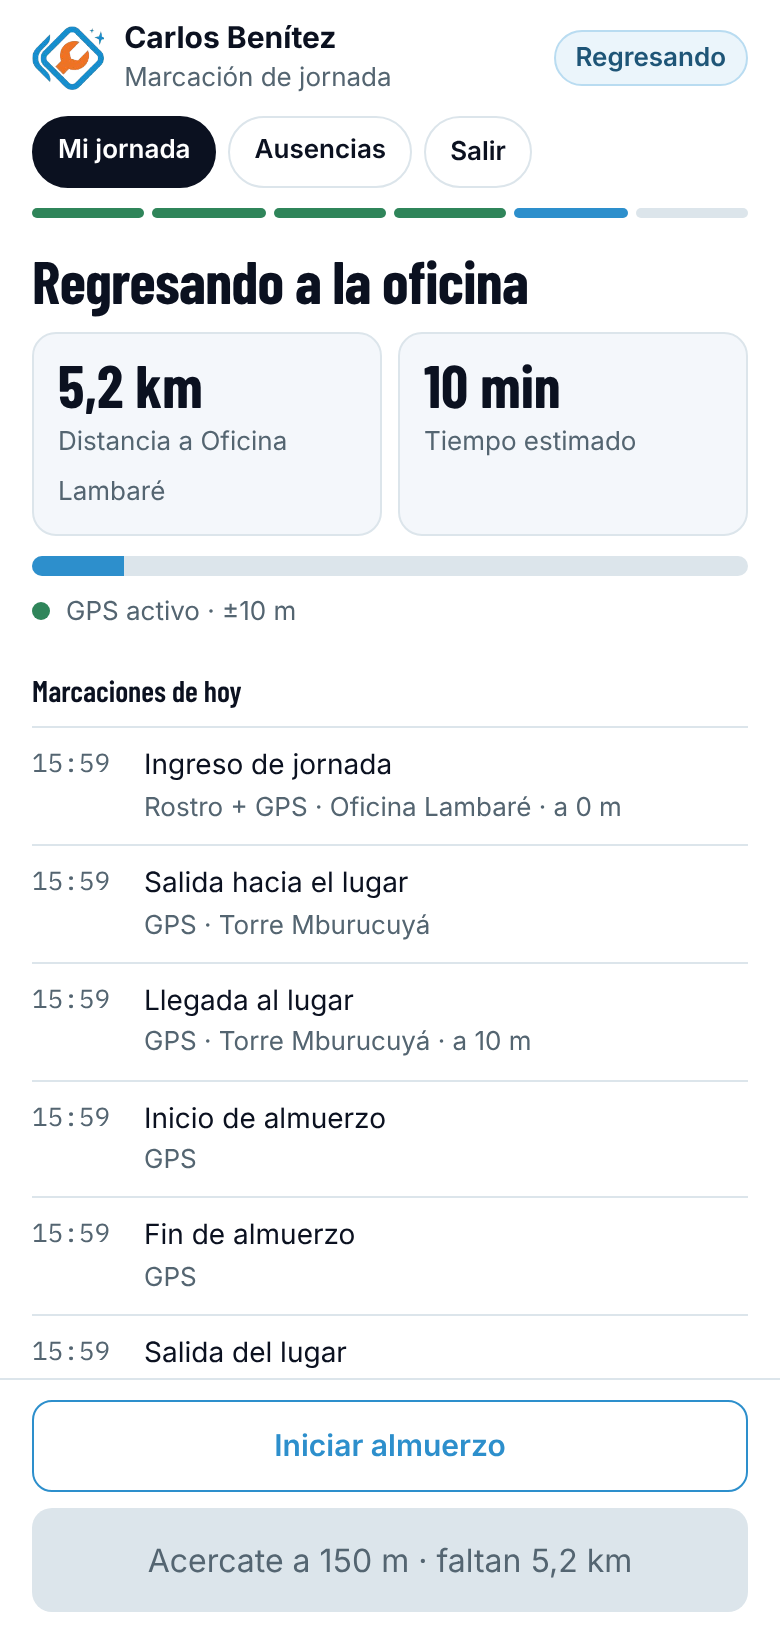 Carlos Benítez
Marcación de jornada
Regresando
Mi jornada
Ausencias
Salir
Regresando a la oficina
5,2 km
Distancia a Oficina
Lambaré
10 min
Tiempo estimado
GPS activo · ±10 m
Marcaciones de hoy
15:59 Ingreso de jornada
Rostro + GPS · Oficina Lambaré · a 0 m
15:59 Salida hacia el lugar
GPS · Torre Mburucuyá
15:59 Llegada al lugar
GPS · Torre Mburucuyá · a 10 m
15:59 Inicio de almuerzo
GPS
15:59 Fin de almuerzo
GPS
15:59 Salida del lugar
Iniciar almuerzo
Acercate a 150 m · faltan 5,2 km